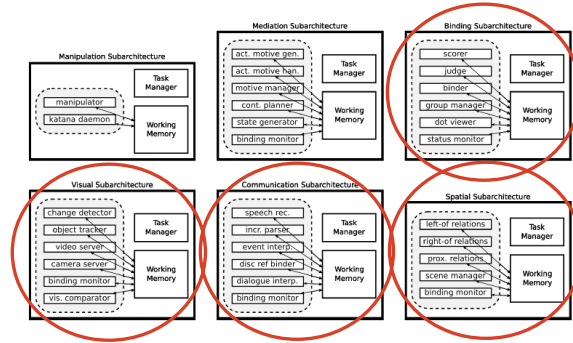 Manipulation Subarchitecture
manipulator
katana daemon
Task
Manager
Working
Memory
Mediation Subarchitecture
act. motive gen.
act. motive han.
motive manager
cont. planner
state generator
binding monitor
Task
Manager
Working
Memory
Binding Subarchitecture
scorer
judge
binder
group manager
dot viewer
status monitor
Task
Manager
Working
Memory
Visual Subarchitecture
change detector
object tracker
video server
camera server
binding monitor
vis. comparator
Task
Manager
Working
Memory
Communication Subarchitecture
speech rec.
incr. parser
event interp.
disc ref binder
dialogue interp.
binding monitor
Task
Manager
Working
Memory
Spatial Subarchitecture
left-of relations
right-of relations
prox. relations
scene manager
binding monitor
Task
Manager
Working
Memory